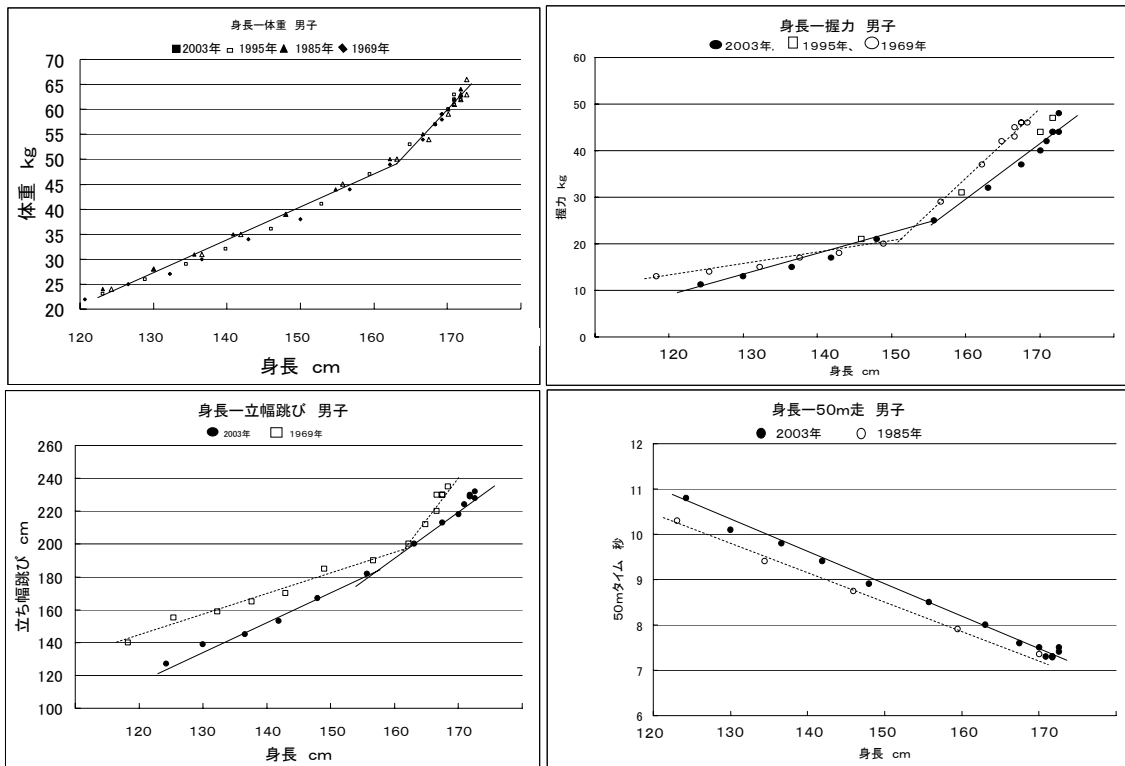 身長ー体重　男子
■2003年　□ 1995年　▲ 1985年　◆ 1969年
70
65
60
55
50
45
40
35
30
25
20
体重　kg
120　130　140　150　160　170
身長　cm
身長ー握力　男子
● 2003年.　□ 1995年、　○ 1969年
60
50
40
30
20
10
0
握力　kg
120　130　140　150　160　170
身長　cm
身長ー立幅跳び　男子
● 2003年　□ 1969年
260
240
220
200
180
160
140
120
100
立ち幅跳び　cm
120　130　140　150　160　170
身長　cm
身長ー50m走　男子
● 2003年　○ 1985年
12
11
10
9
8
7
6
50mタイム　秒
120　130　140　150　160　170
身長　cm